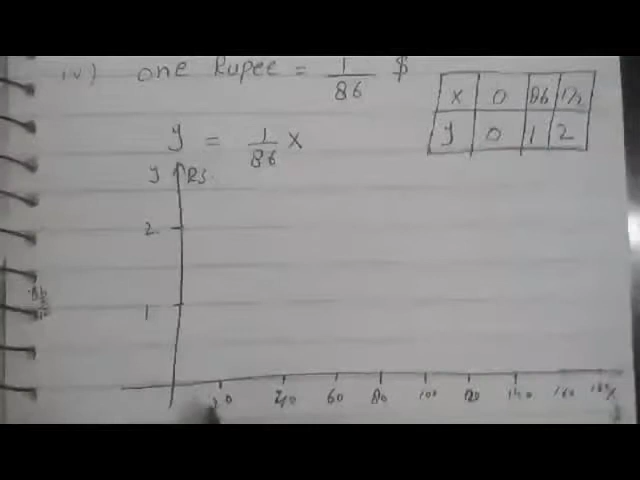 iv) one Rupee = 1/86 $
x 0 86 172
y 0 1 2
y = 1/86 x
y Rs.
2
1
20 40 60 80 100 120 140 160 180 x